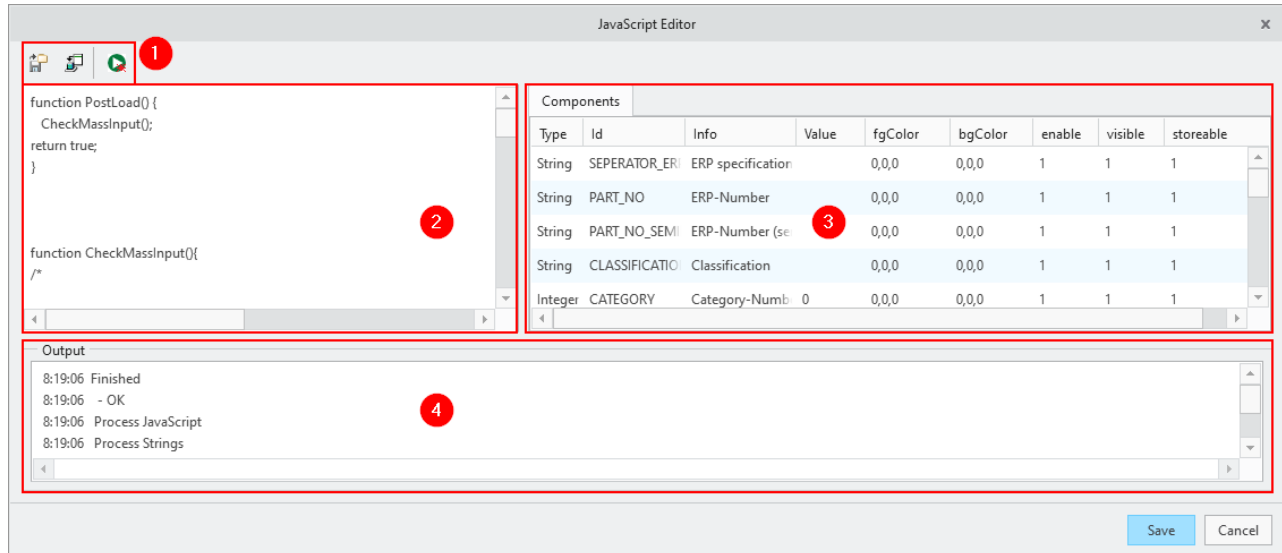 JavaScript Editor
x
1
function PostLoad() {
CheckMassInput();
return true;
}
function CheckMassInput(){
/*
2
Components
Type Id Info Value fgColor bgColor enable visible storeable
String SEPERATOR_ER ERP specification 0,0,0 0,0,0 1 1 1
String PART_NO ERP-Number 0,0,0 0,0,0 1 1 1
String PART_NO_SEMI ERP-Number (se 0,0,0 0,0,0 1 1 1
String CLASSIFICATIO Classification 0,0,0 0,0,0 1 1 1
Integer CATEGORY Category-Numb 0 0,0,0 0,0,0 1 1 1
3
Output
8:19:06 Finished
8:19:06 - OK
8:19:06 Process JavaScript
8:19:06 Process Strings
4
Save Cancel